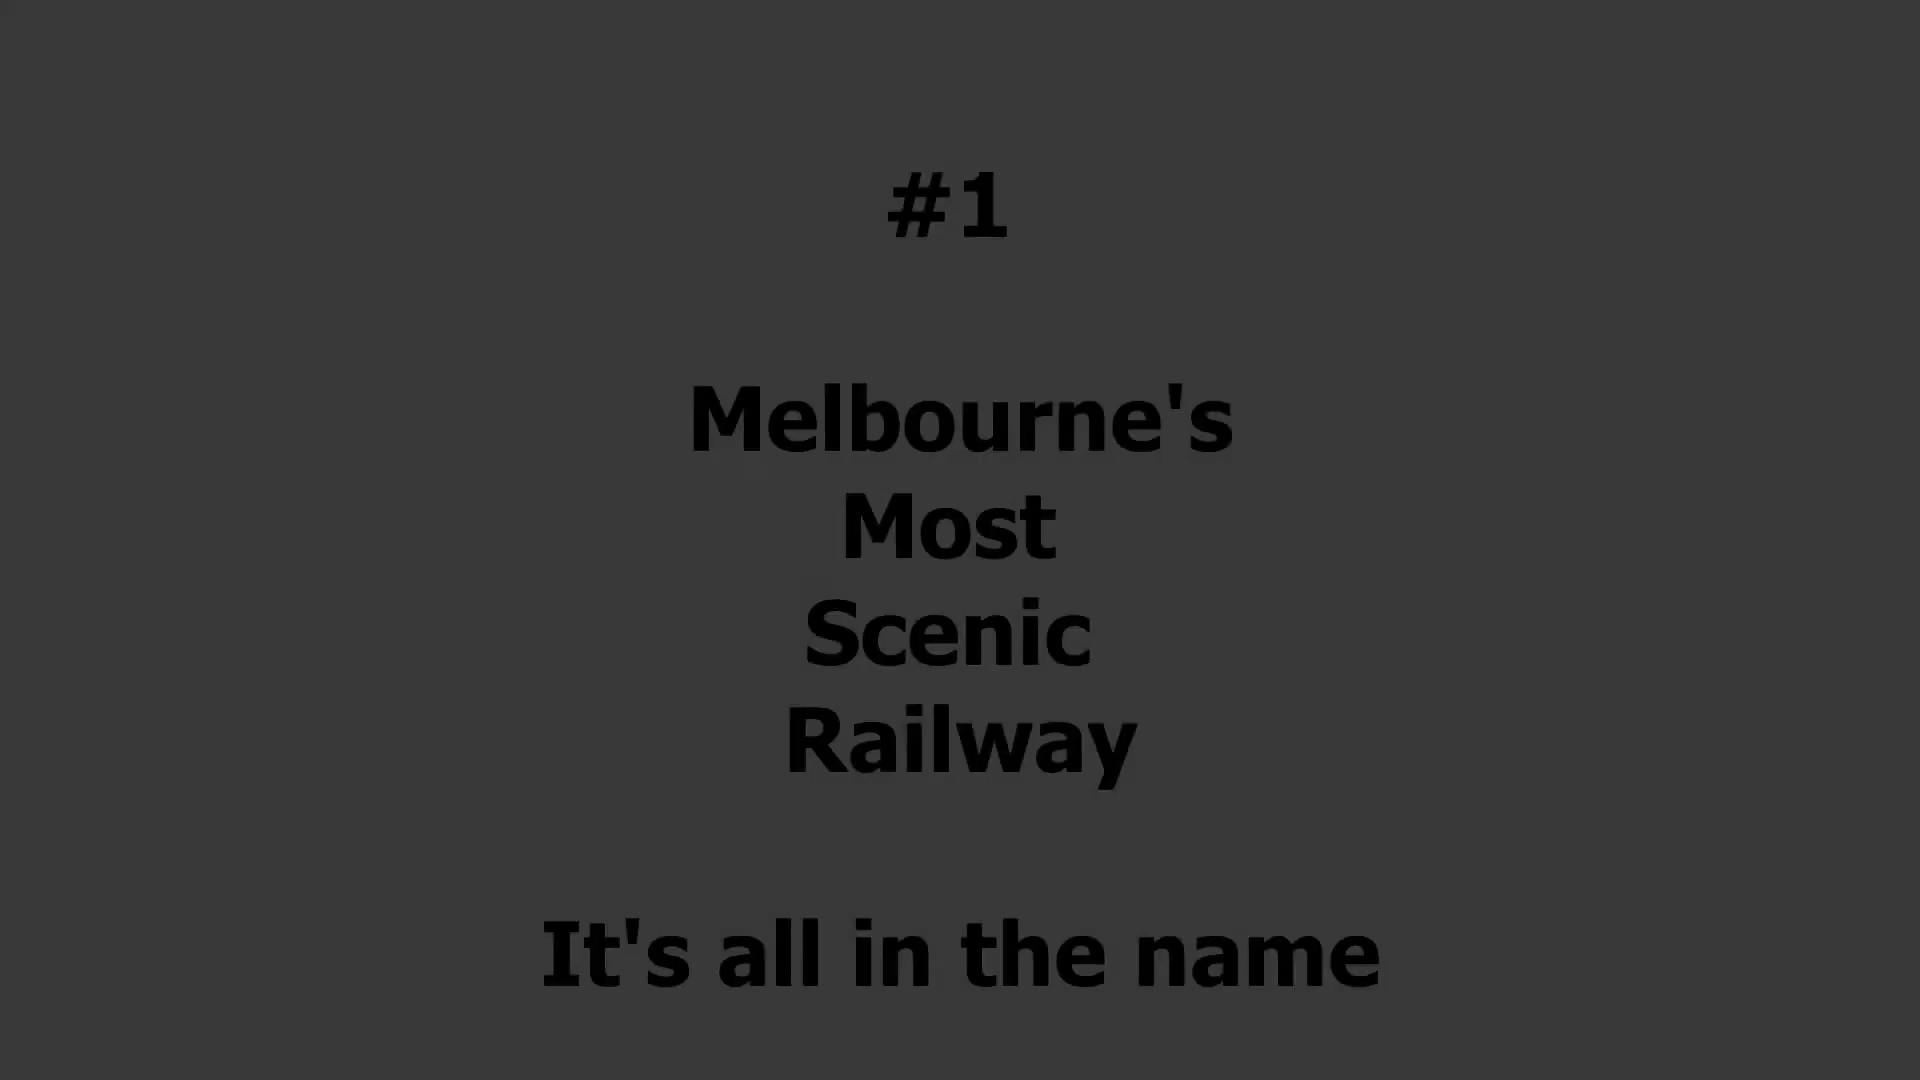 #1
Melbourne's
Most
Scenic
Railway
It's all in the name